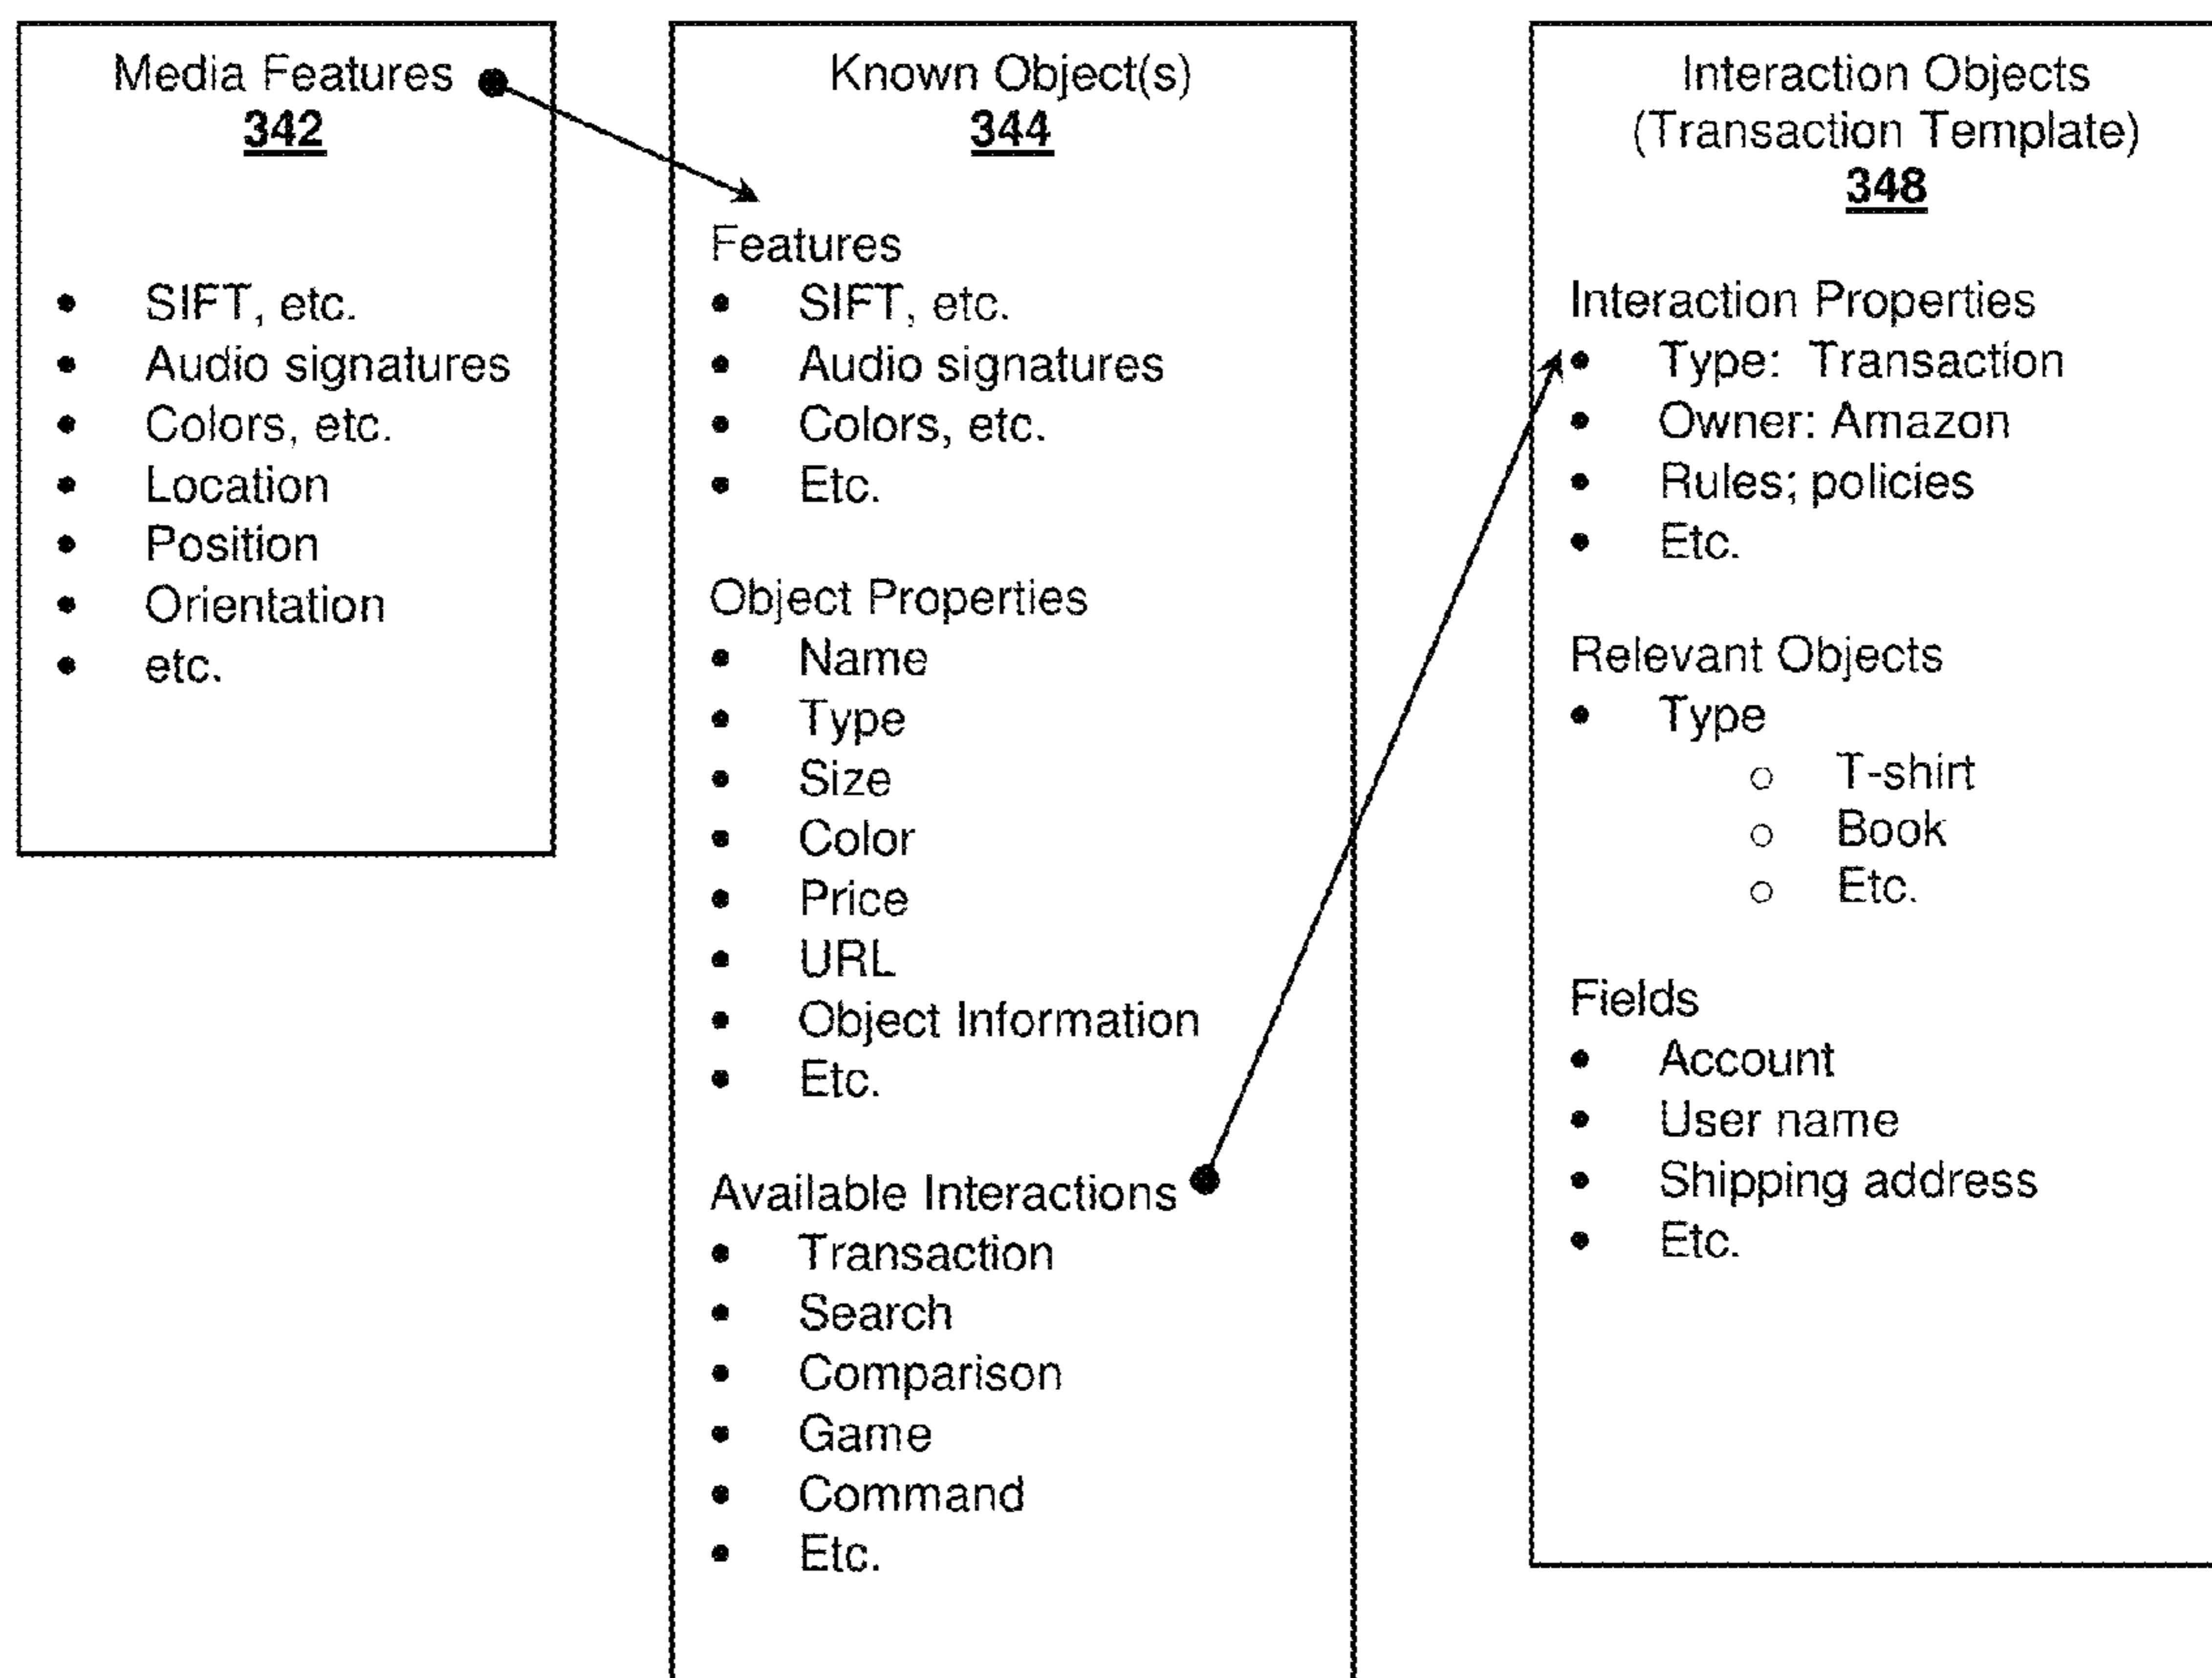 Media Features
342
• SIFT, etc.
• Audio signatures
• Colors, etc.
• Location
• Position
• Orientation
• etc.
Known Object(s)
344
Features
• SIFT, etc.
• Audio signatures
• Colors, etc.
• Etc.
Object Properties
• Name
• Type
• Size
• Color
• Price
• URL
• Object Information
• Etc.
Available Interactions
• Transaction
• Search
• Comparison
• Game
• Command
• Etc.
Interaction Objects
(Transaction Template)
348
Interaction Properties
• Type: Transaction
• Owner: Amazon
• Rules; policies
• Etc.
Relevant Objects
• Type
○ T-shirt
○ Book
○ Etc.
Fields
• Account
• User name
• Shipping address
• Etc.